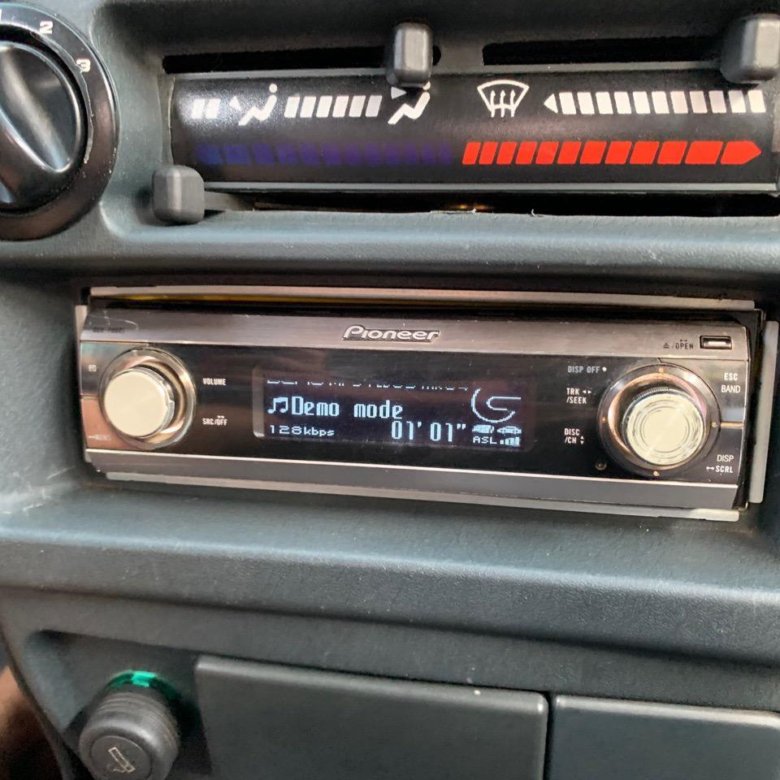 1
2
3
Pioneer
/OPEN
DISP OFF
ESC
BAND
EQ
VOLUME
TRK
/SEEK
Demo mode
SRC/OFF
128kbps
01'01"
ASL
DISC
/CH
DISP
SCRL